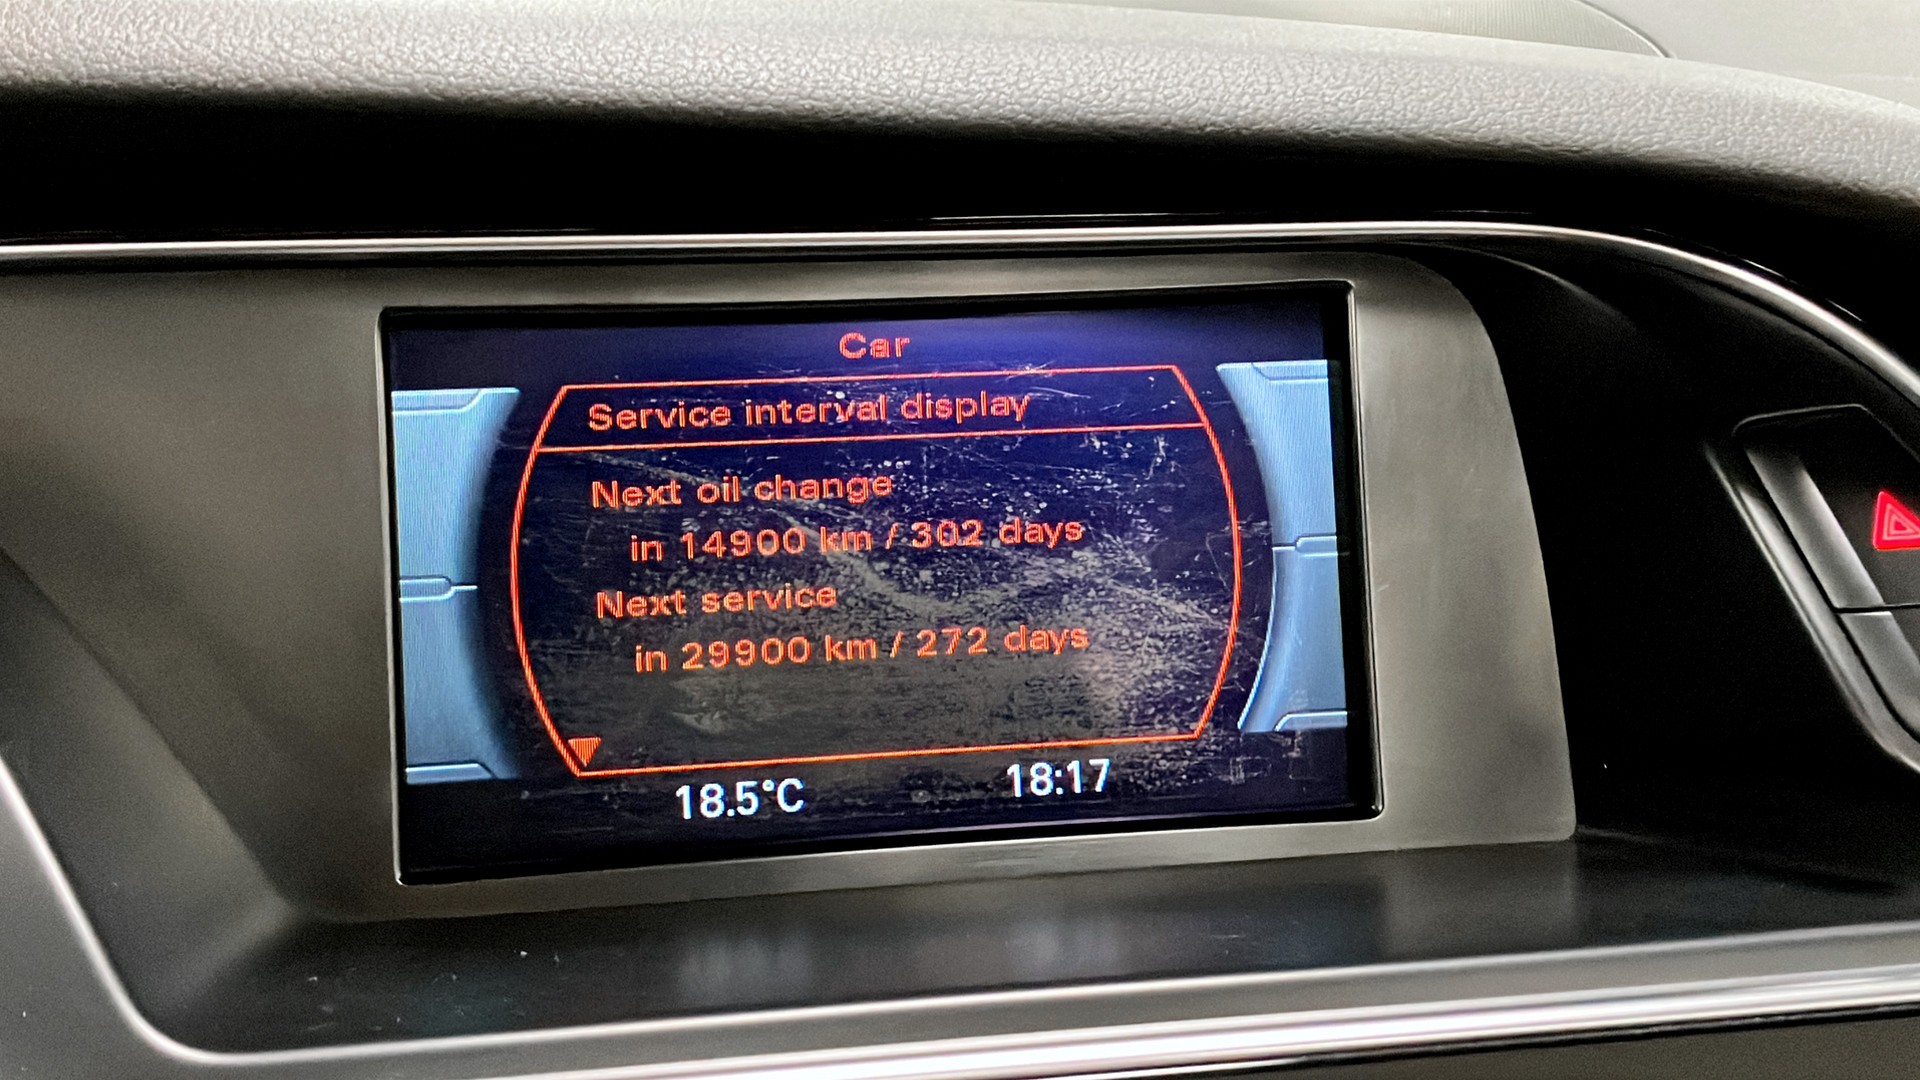 Car
Service interval display
Next oil change
in 14900 km / 302 days
Next service
in 29900 km / 272 days
18.5°C 18:17